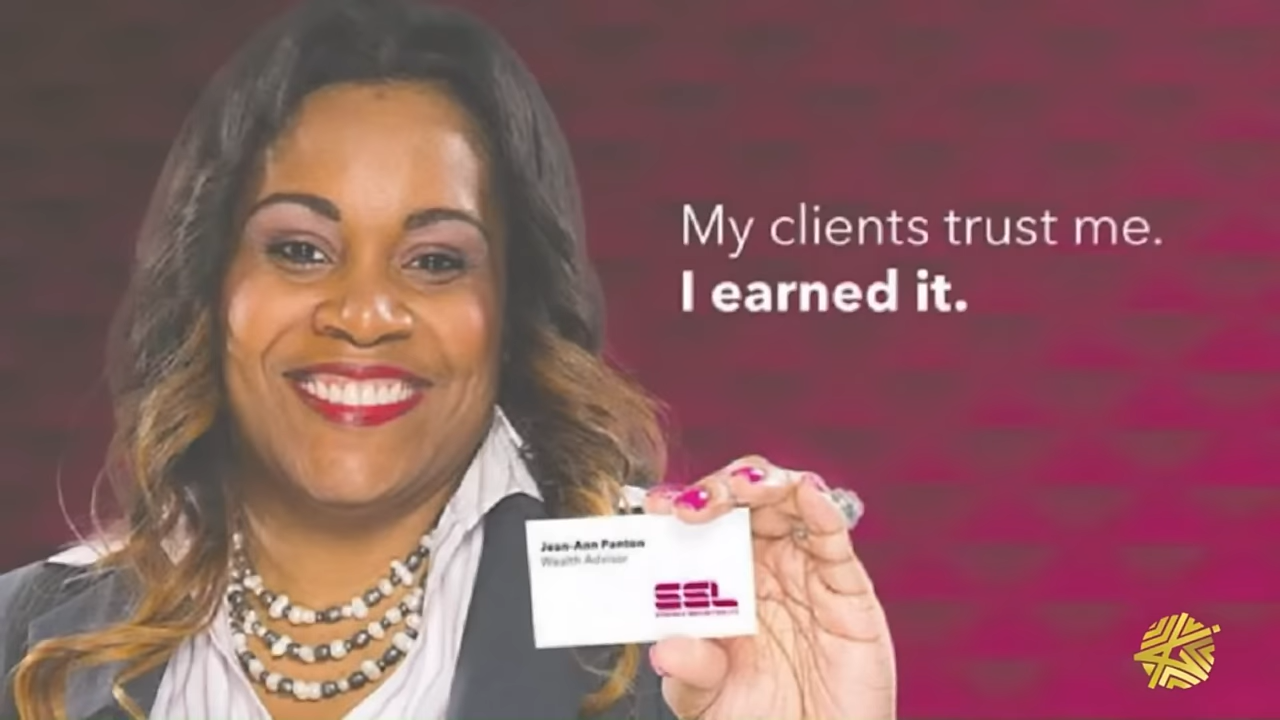 My clients trust me.
I earned it.
Jean-Ann Panton
Wealth Advisor
SSL